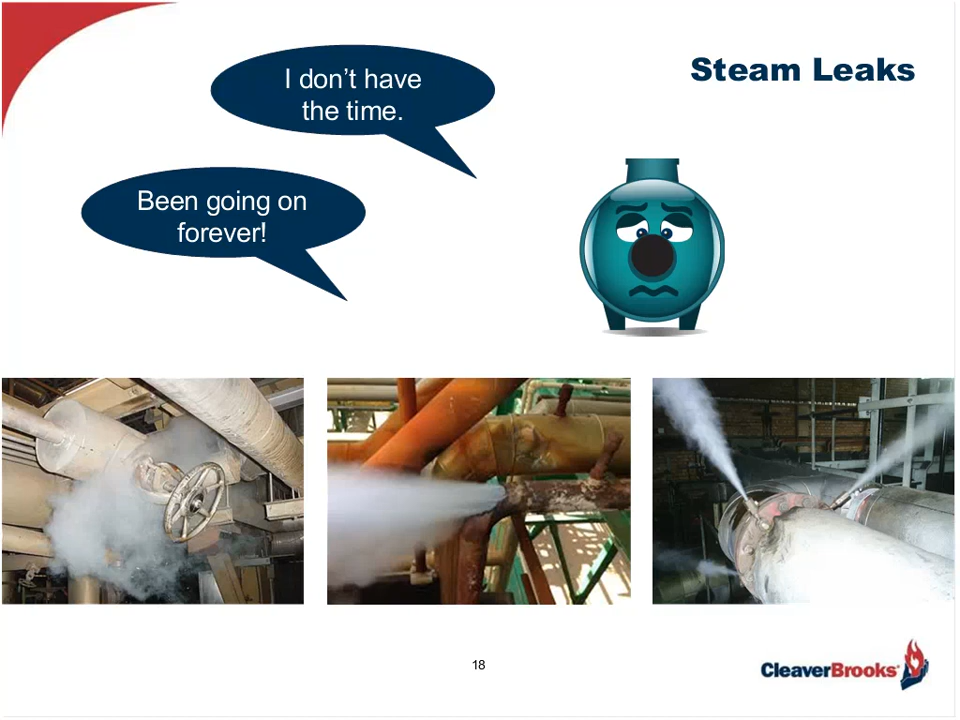 Steam Leaks
I don’t have
the time.
Been going on
forever!
18
CleaverBrooks®